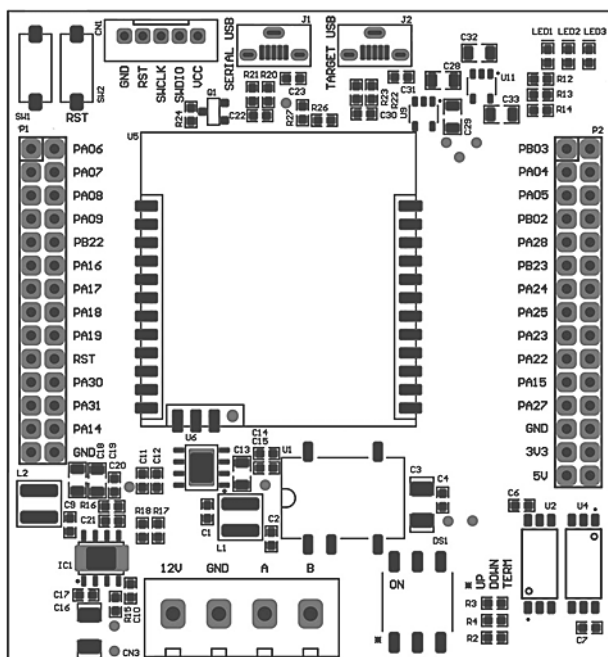 CN1
GND
RST
SWCLK
SWDIO
VCC
SERIAL USB
J1
TARGET USB
J2
LED1
LED2
LED3
C32
C28
U11
R12
R13
R14
C33
C31
U9
C29
R21
R20
C23
R23
R22
C30
R26
R27
C22
Q1
R24
SW1
SW2
RST
P1
U5
P2
PA06
PA07
PA08
PA09
PB22
PA16
PA17
PA18
PA19
RST
PA30
PA31
PA14
GND
PB03
PA04
PA05
PB02
PA28
PB23
PA24
PA25
PA23
PA22
PA15
PA27
GND
3V3
5V
L2
C18
C19
C20
C11
C12
U6
C13
C14
C15
U1
C3
C4
C9
R16
C21
R18
R17
C1
L1
C2
DS1
C6
U2
U4
IC1
C17
C16
R15
C10
CN3
12V
GND
A
B
ON
UP
DOWN
TERM
R3
R4
R2
C7